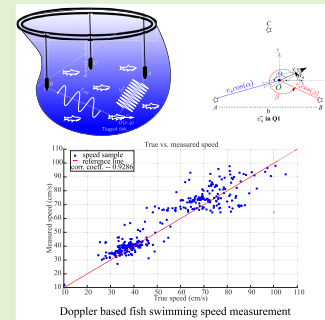 Tagged fish
C
y
α
O
β
A
B
b
in Q1
True vs. measured speed
speed sample
reference line
corr. coeff. -- 0.9286
Measured speed (cm/s)
110
100
90
80
70
60
50
40
30
20
10
10 20 30 40 50 60 70 80 90 100 110
True speed (cm/s)
Doppler based fish swimming speed measurement